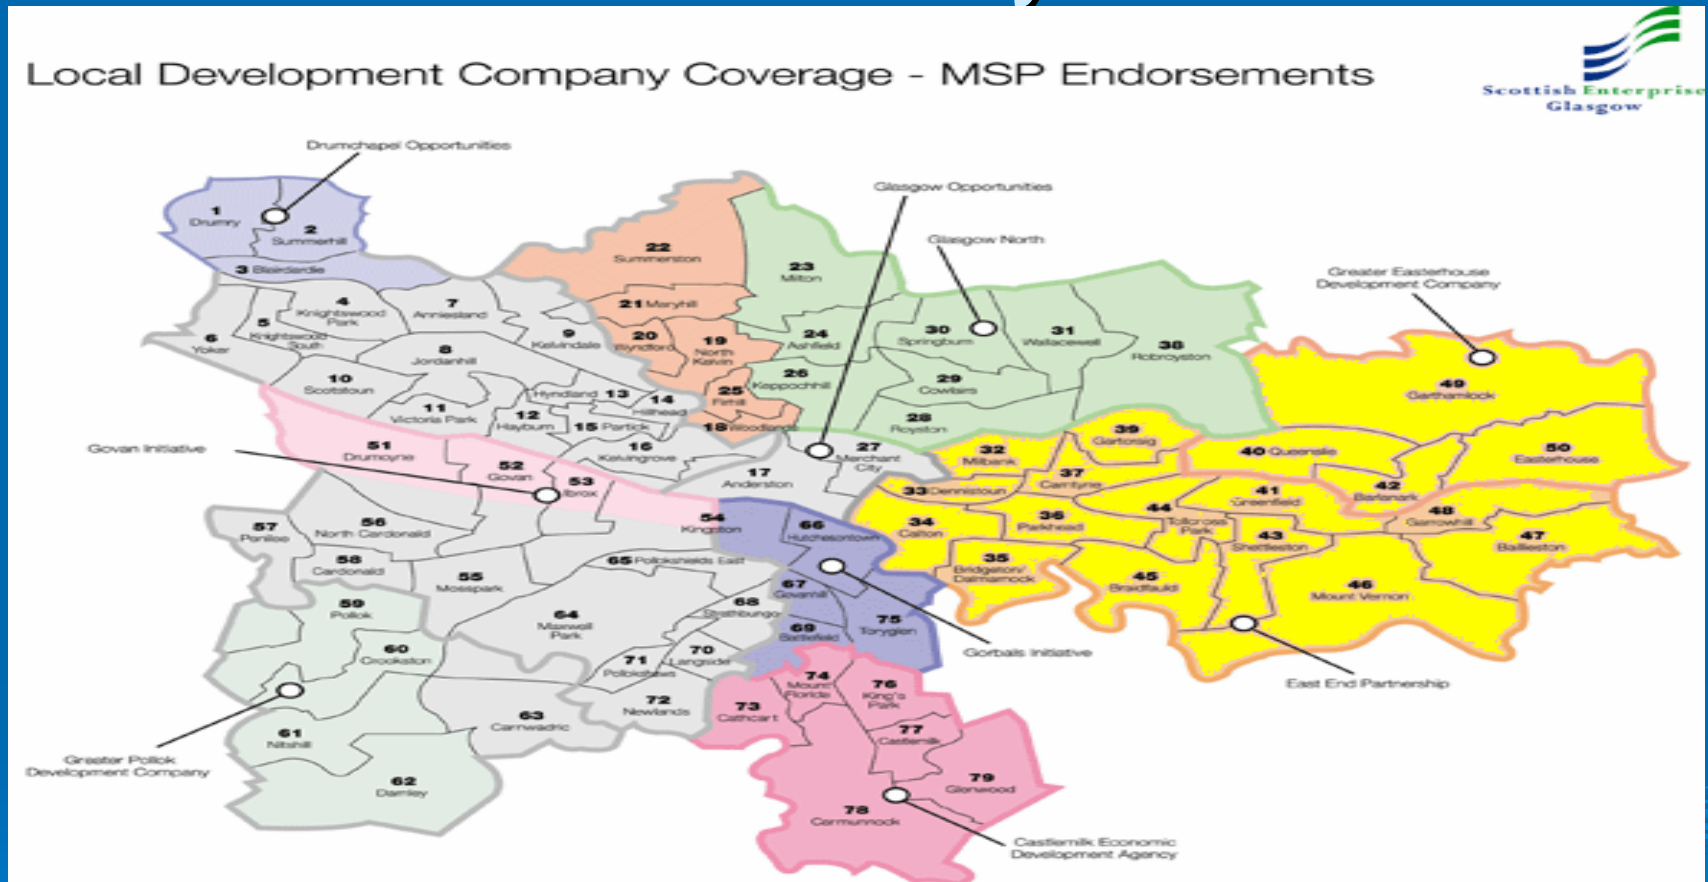 Local Development Company Coverage - MSP Endorsements
Scottish Enterprise
Glasgow
Drumchapel Opportunities
Glasgow Opportunities
Glasgow North
Greater Easterhouse
Development Company
Govan Initiative
Gorbals Initiative
East End Partnership
Greater Pollok
Development Company
Castlemilk Economic
Development Agency
1
Drumry
2
Summerhill
3 Blairdardie
4
Knightswood
Park
5
Knightswood
South
6
Yoker
7
Anniesland
8
Jordanhill
9
Kelvindale
10
Scotstoun
11
Victoria Park
12
Hayburn
Hyndland 13
14
Hillhead
15 Partick
16
Kelvingrove
17
Anderston
18 Woodlands
19
North
Kelvin
20
Wyndford
21 Maryhill
22
Summerston
23
Milton
24
Ashfield
25
Firhill
26
Keppochhill
27
Merchant
City
28
Royston
29
Cowlairs
30
Springburn
31
Wallacewell
38
Robroyston
32
Milnbank
33 Dennistoun
34
Calton
35
Bridgeton/
Dalmarnock
36
Parkhead
37
Carntyne
39
Gartcraig
40 Queenslie
41
Greenfield
42
Barlanark
43
Shettleston
44
Tollcross
Park
45
Braidfauld
46
Mount Vernon
47
Baillieston
48
Garrowhill
49
Garthamlock
50
Easterhouse
51
Drumoyne
52
Govan
53
Ibrox
54
Kingston
55
Mosspark
56
North Cardonald
57
Penilee
58
Cardonald
59
Pollok
60
Crookston
61
Nitshill
62
Darnley
63
Carnwadric
64
Maxwell
Park
65 Pollokshields East
66
Hutchesontown
67
Govanhill
68
Strathbungo
69
Battlefield
70
Langside
71
Pollokshaws
72
Newlands
73
Cathcart
74
Mount
Florida
75
Toryglen
76
King's
Park
77
Castlemilk
78
Carmunnock
79
Glenwood